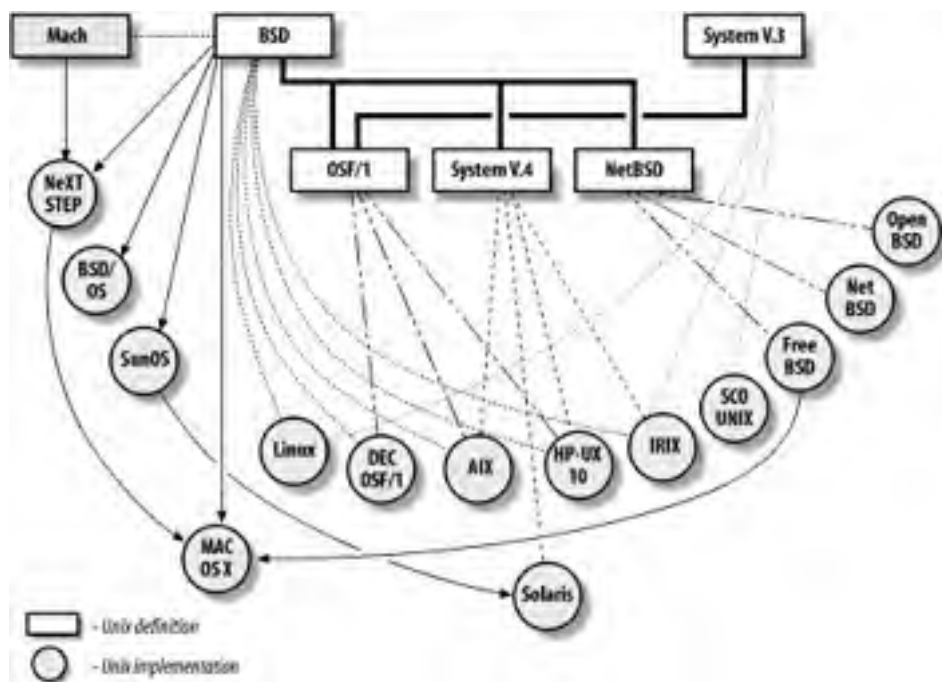 Mach
BSD
System V.3
OSF/1
System V.4
NetBSD
NeXT
STEP
Open
BSD
BSD/
OS
Net
BSD
SunOS
Free
BSD
SCO
UNIX
Linux
DEC
OSF/1
AIX
HP-UX
10
IRIX
MAC
OS X
Solaris
- Unix definition
- Unix implementation